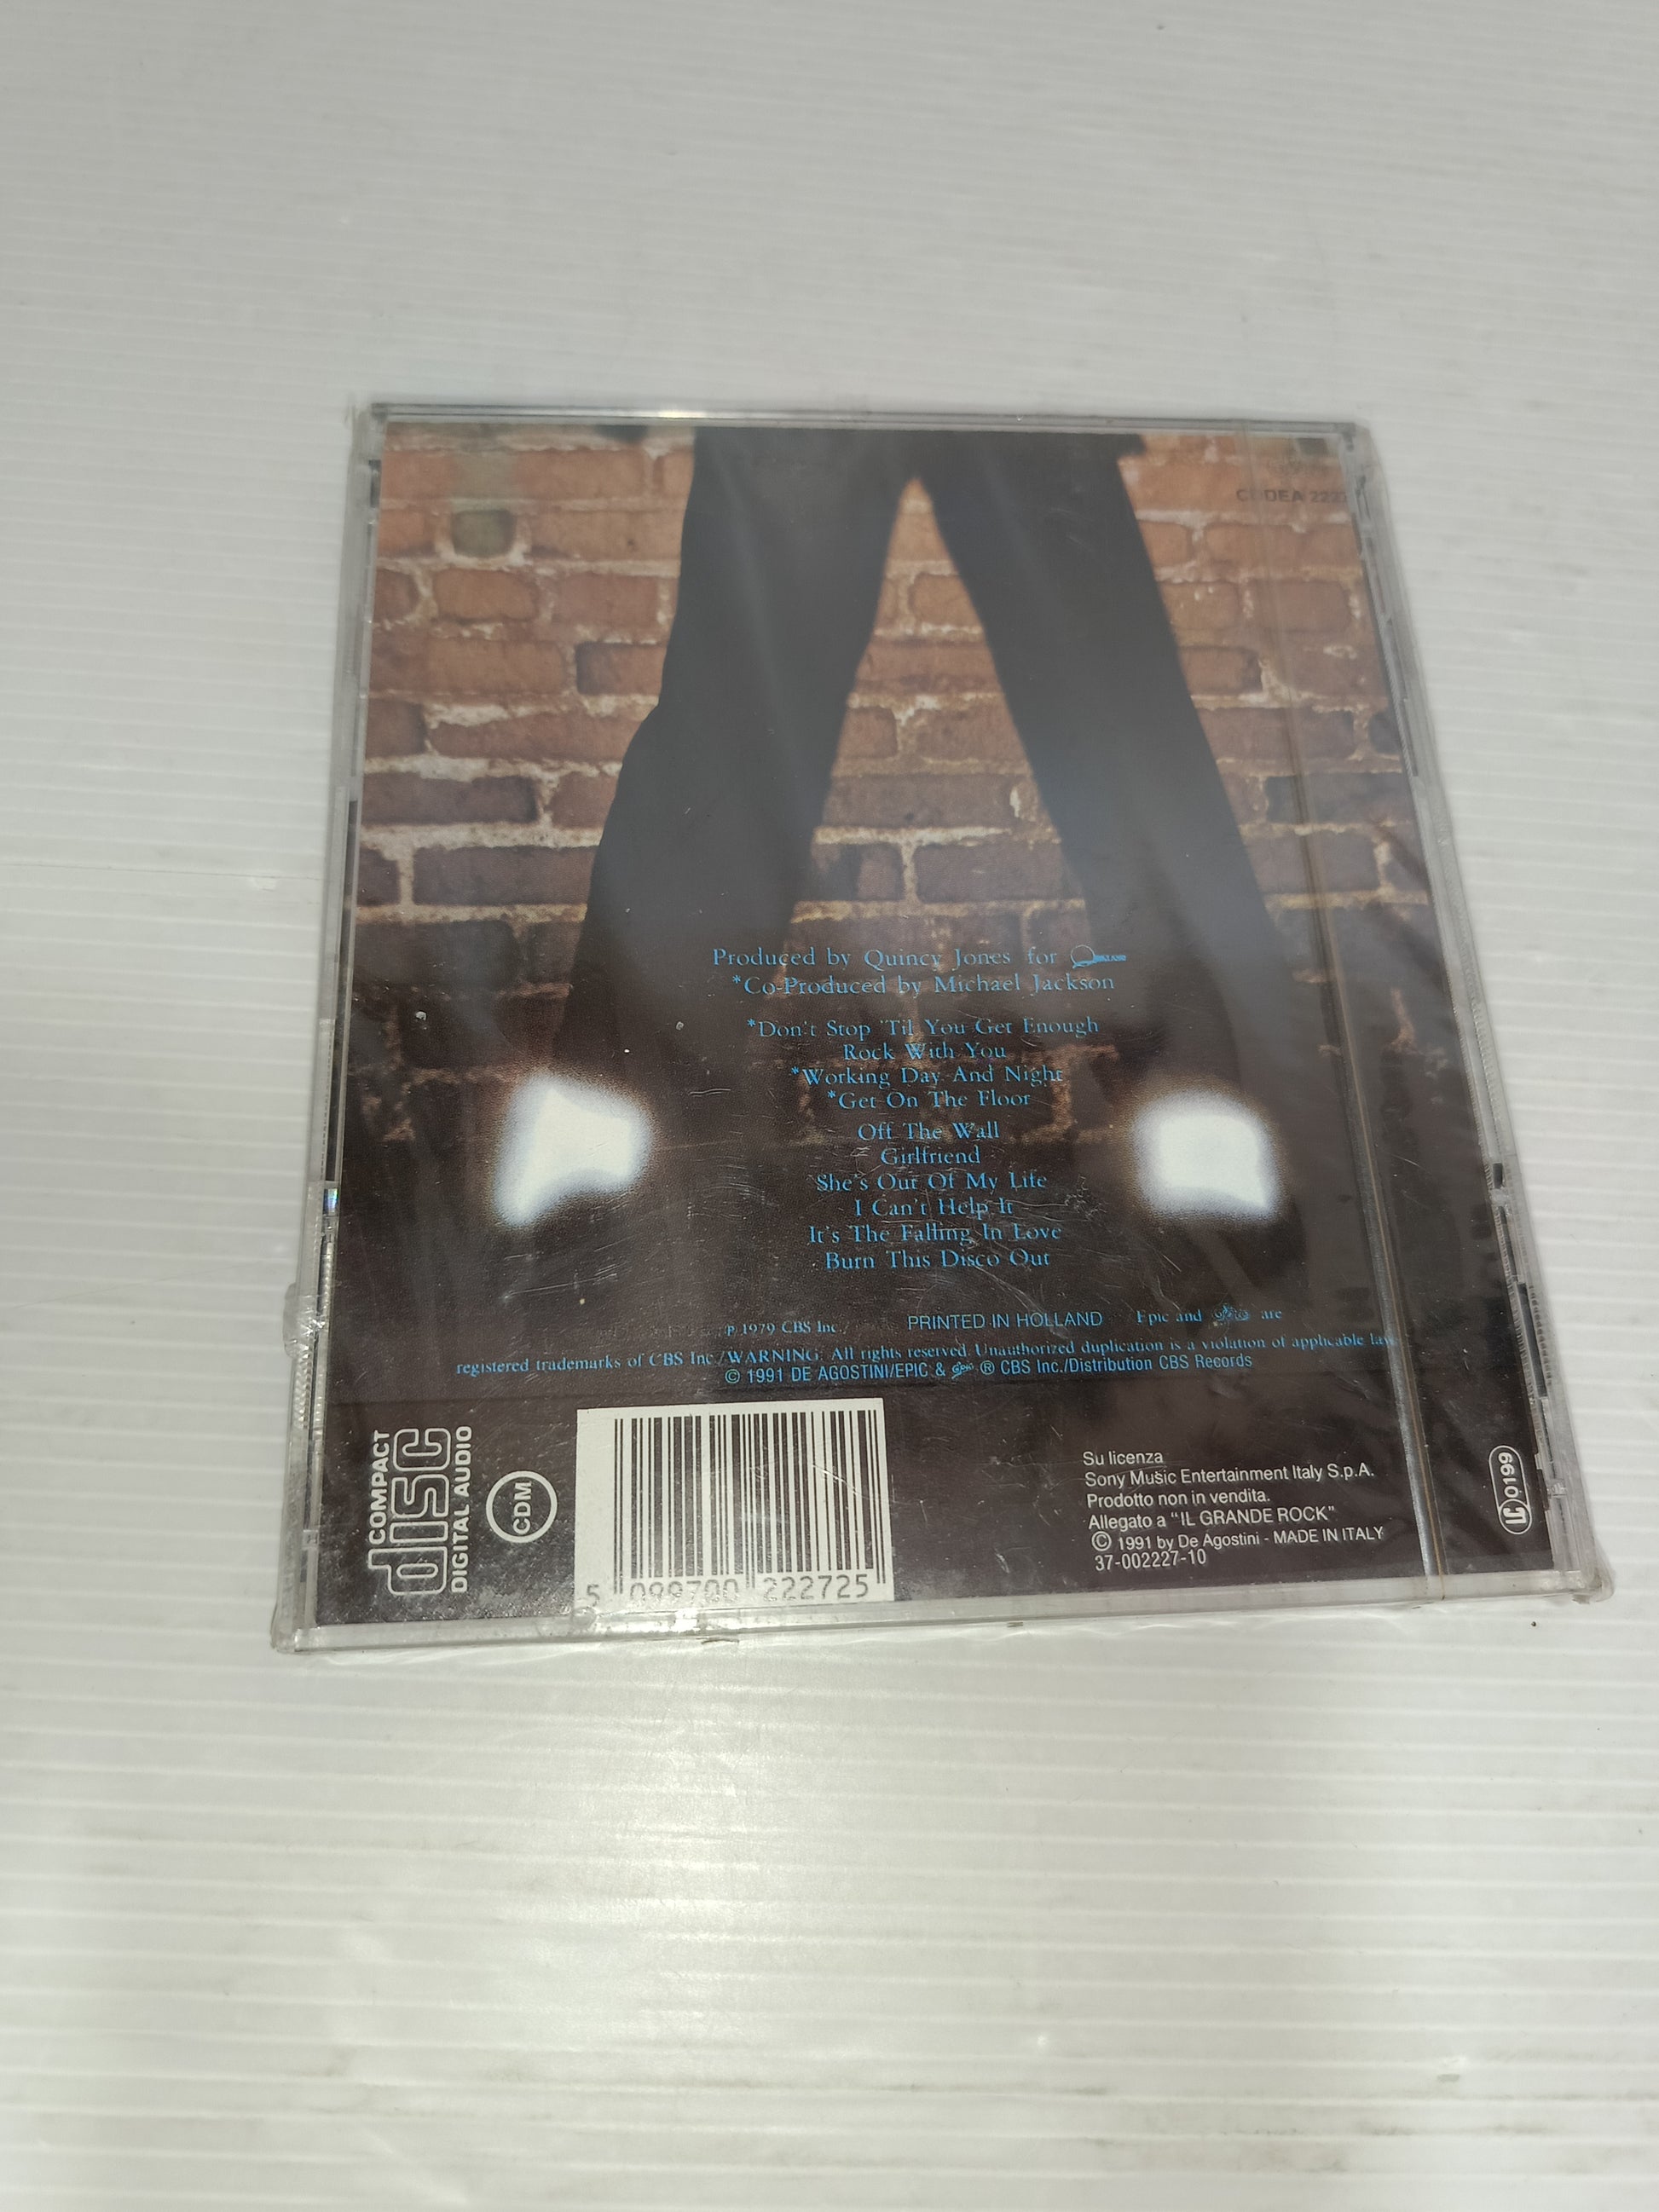 Produced by Quincy Jones for
*Co-Produced by Michael Jackson
*Don't Stop 'Til You Get Enough
Rock With You
*Working Day And Night
*Get On The Floor
Off The Wall
Girlfriend
She's Out Of My Life
I Can't Help It
It's The Falling In Love
Burn This Disco Out
℗ 1979 CBS Inc./ PRINTED IN HOLLAND Epic and are
registered trademarks of CBS Inc./WARNING: All rights reserved. Unauthorized duplication is a violation of applicable law
© 1991 DE AGOSTINI/EPIC & ® CBS Inc./Distribution CBS Records
COMPACT
disc
DIGITAL AUDIO
CDM
5 099700 222725
Su licenza
Sony Music Entertainment Italy S.p.A.
Prodotto non in vendita.
Allegato a "IL GRANDE ROCK"
© 1991 by De Agostini - MADE IN ITALY
37-002227-10
LC 0199